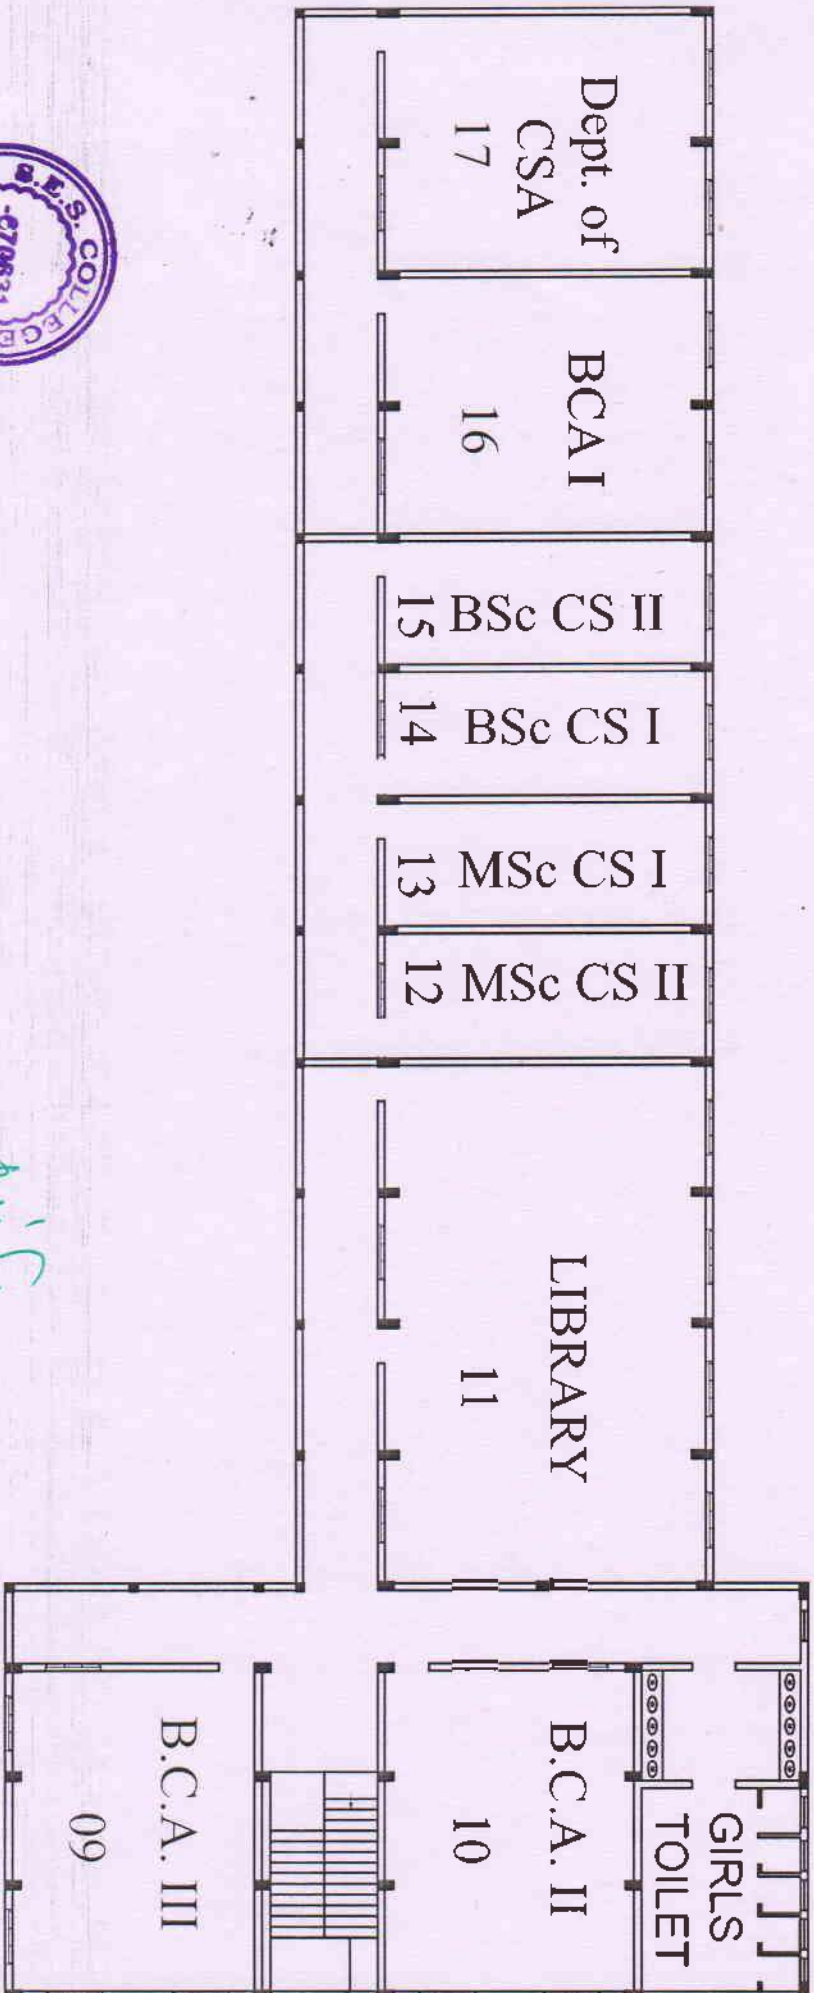 Dept. of
CSA
17
BCA I
16
BSc CS II
15
BSc CS I
14
MSc CS I
13
MSc CS II
12
LIBRARY
11
GIRLS
TOILET
B.C.A. II
10
B.C.A. III
09
S.E.S. COLLEGE